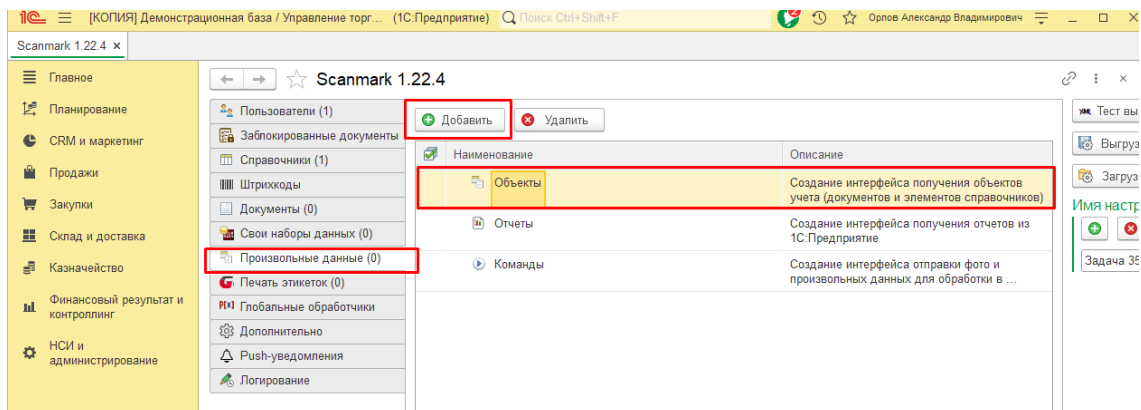 1С [КОПИЯ] Демонстрационная база / Управление торг... (1С:Предприятие) Поиск Ctrl+Shift+F Орлов Александр Владимирович
Scanmark 1.22.4 ×
Главное
Планирование
CRM и маркетинг
Продажи
Закупки
Склад и доставка
Казначейство
Финансовый результат и
контроллинг
НСИ и
администрирование
Scanmark 1.22.4
Пользователи (1)
Заблокированные документы
Справочники (1)
Штрихкоды
Документы (0)
Свои наборы данных (0)
Произвольные данные (0)
Печать этикеток (0)
Глобальные обработчики
Дополнительно
Push-уведомления
Логирование
Добавить Удалить
Наименование Описание
Объекты Создание интерфейса получения объектов
учета (документов и элементов справочников)
Отчеты Создание интерфейса получения отчетов из
1С:Предприятие
Команды Создание интерфейса отправки фото и
произвольных данных для обработки в ...
XML Тест вы
Выгруз
Загруз
Имя настр
Задача 35